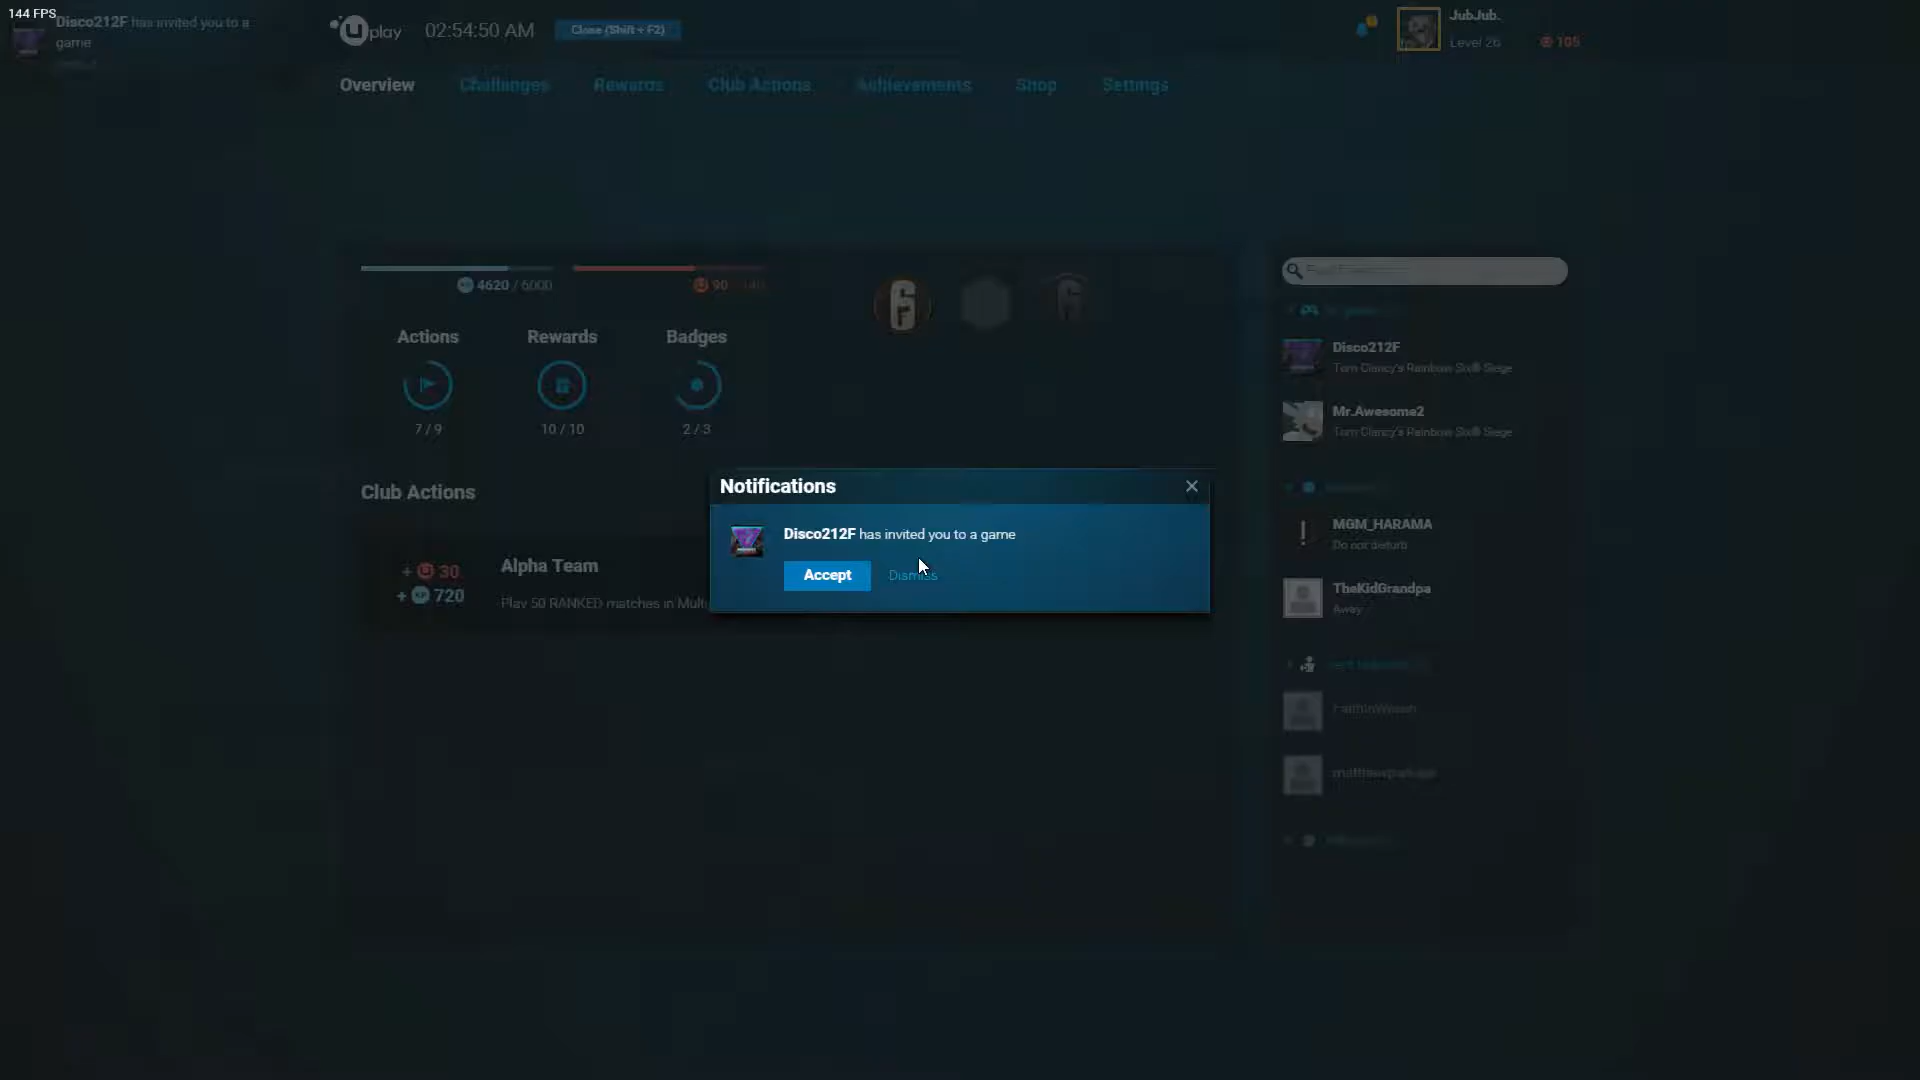 144 FPS
Disco212F has invited you to a
game
Uplay
02:54:50 AM
Close (Shift + F2)
JubJub.
Level 26
105
Overview
Challenges
Rewards
Club Actions
Achievements
Shop
Settings
4620 / 6000
90
Actions
Rewards
Badges
7 / 9
10 / 10
2 / 3
Club Actions
+ 30
+ 720
Alpha Team
Play 50 RANKED matches in
Notifications
Disco212F has invited you to a game
Accept
Dismiss
Disco212F
Tom Clancy's Rainbow Six® Siege
Mr.Awesome2
Tom Clancy's Rainbow Six® Siege
MGM_HARAMA
Do not disturb
TheKidGrandpa
Away